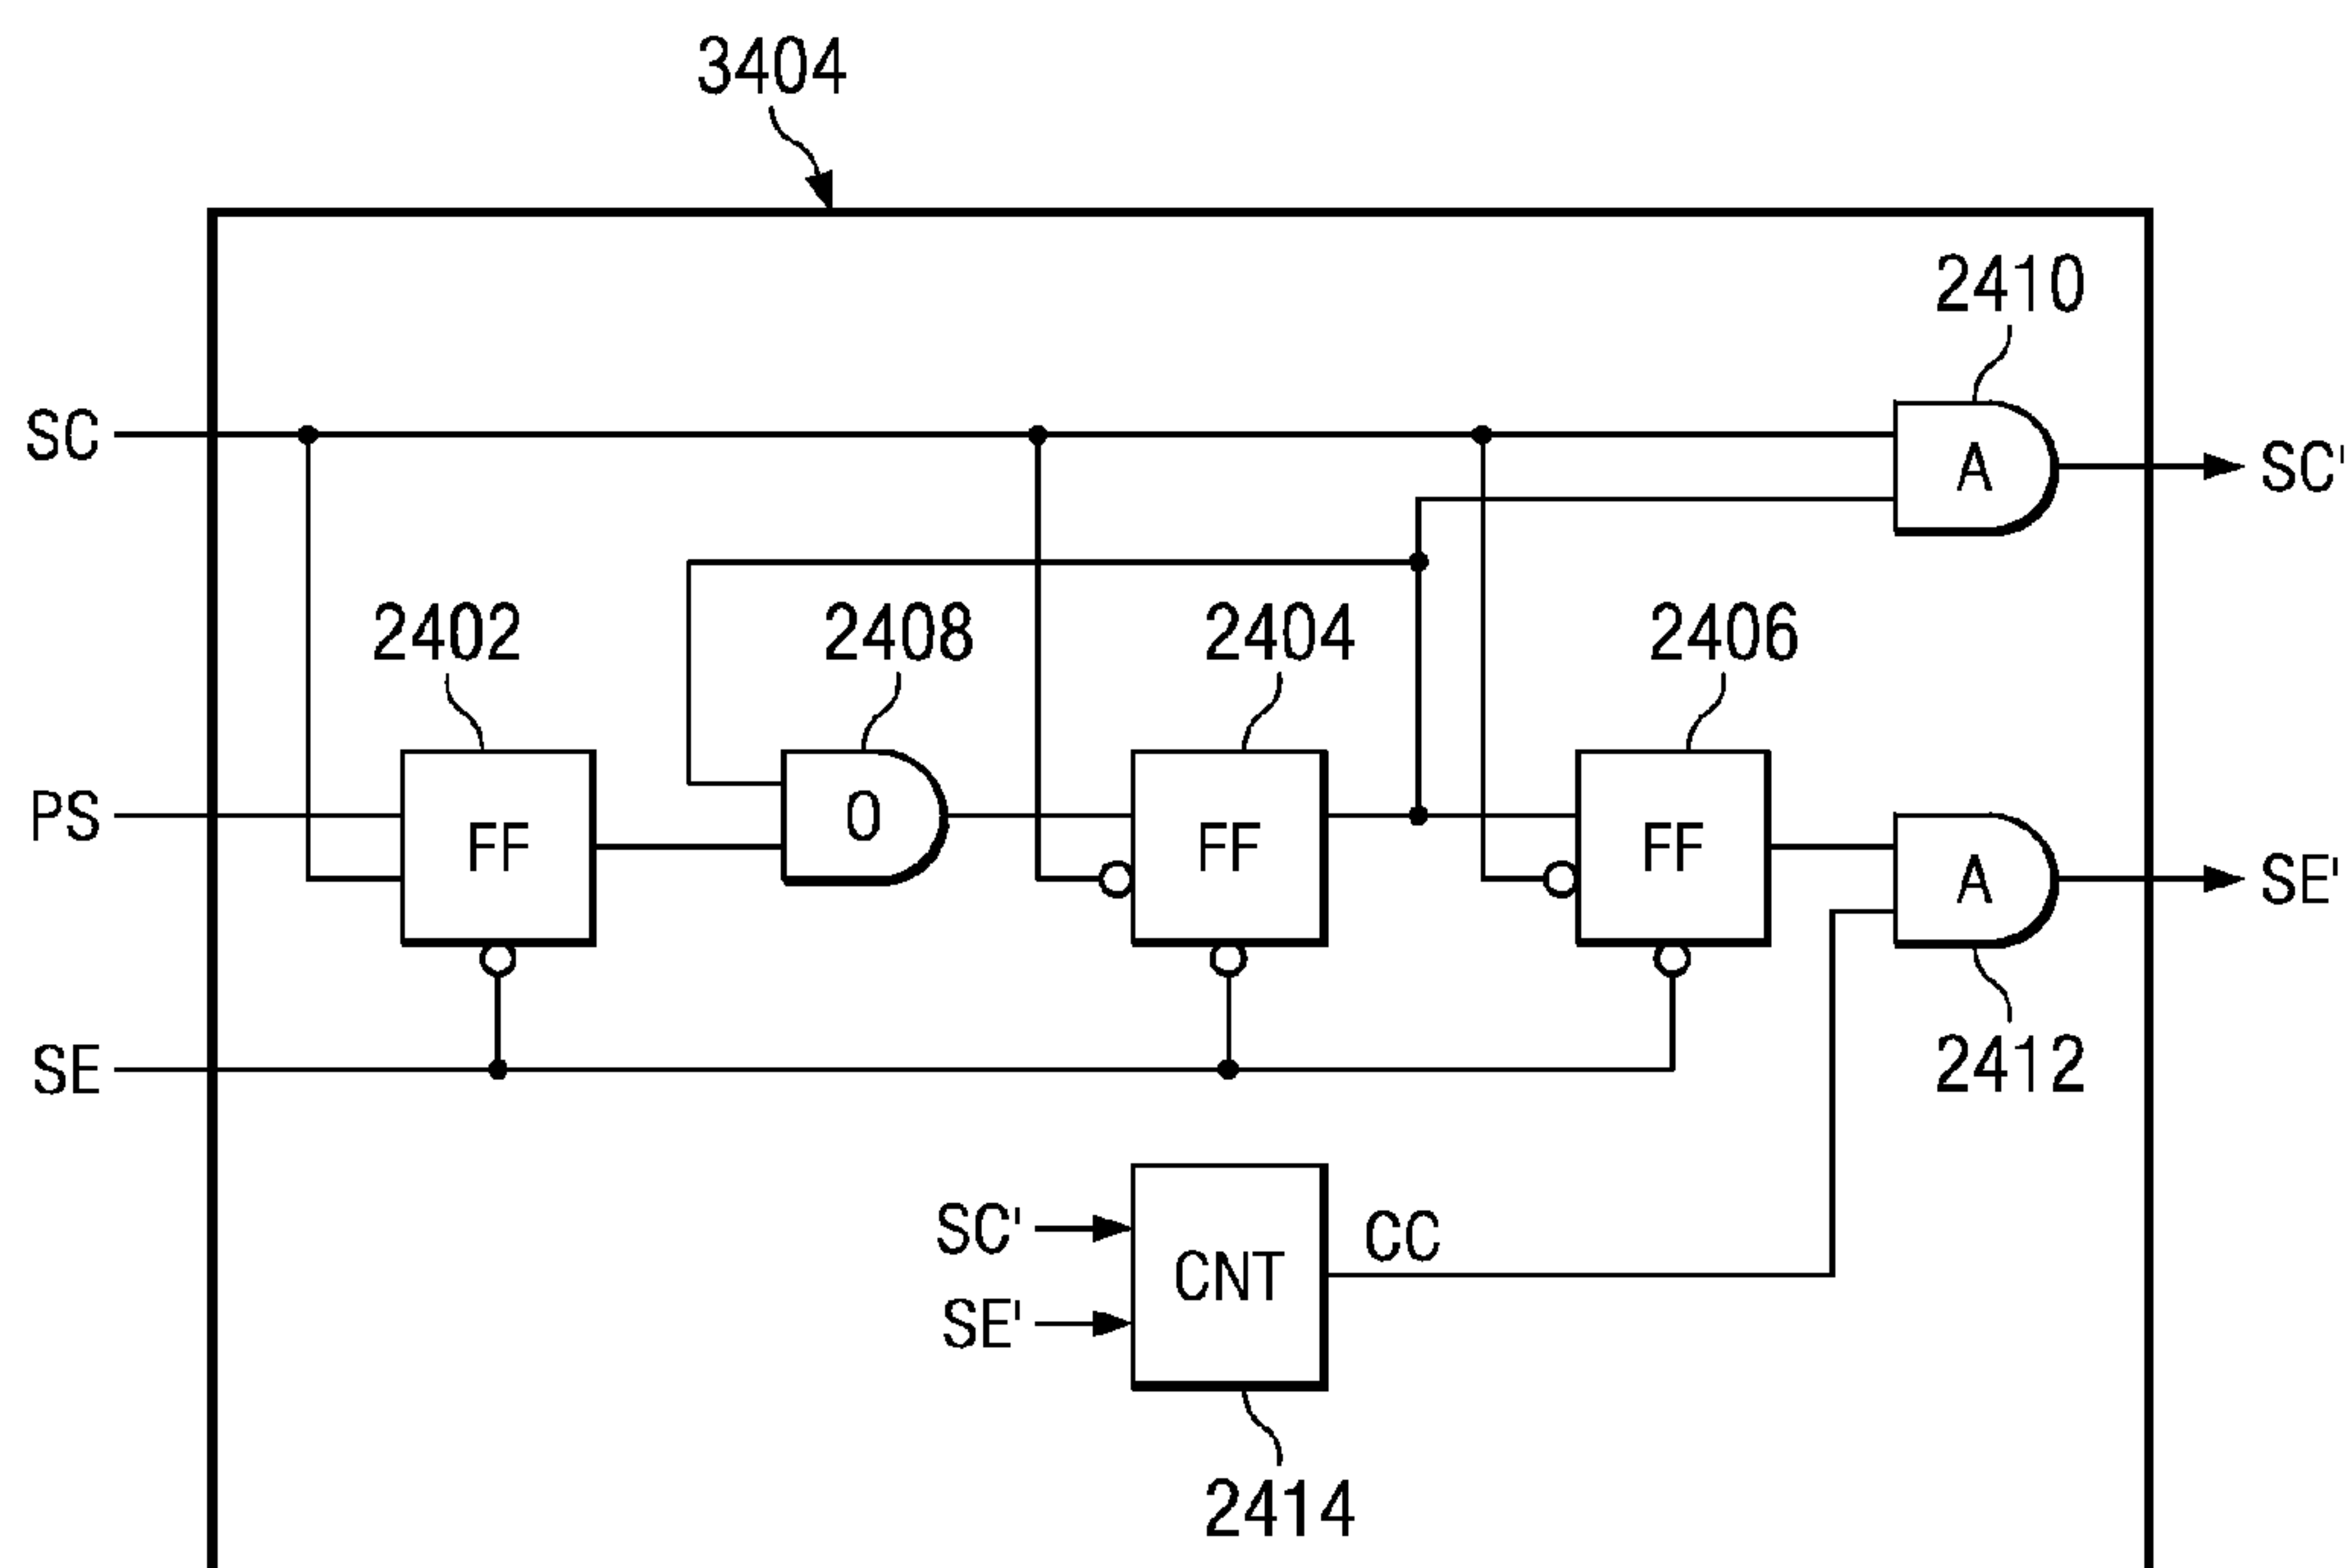 3404
2410
SC
A
SC'
2402
2408
2404
2406
PS
FF
O
FF
FF
A
SE'
SE
2412
SC'
CC
CNT
SE'
2414